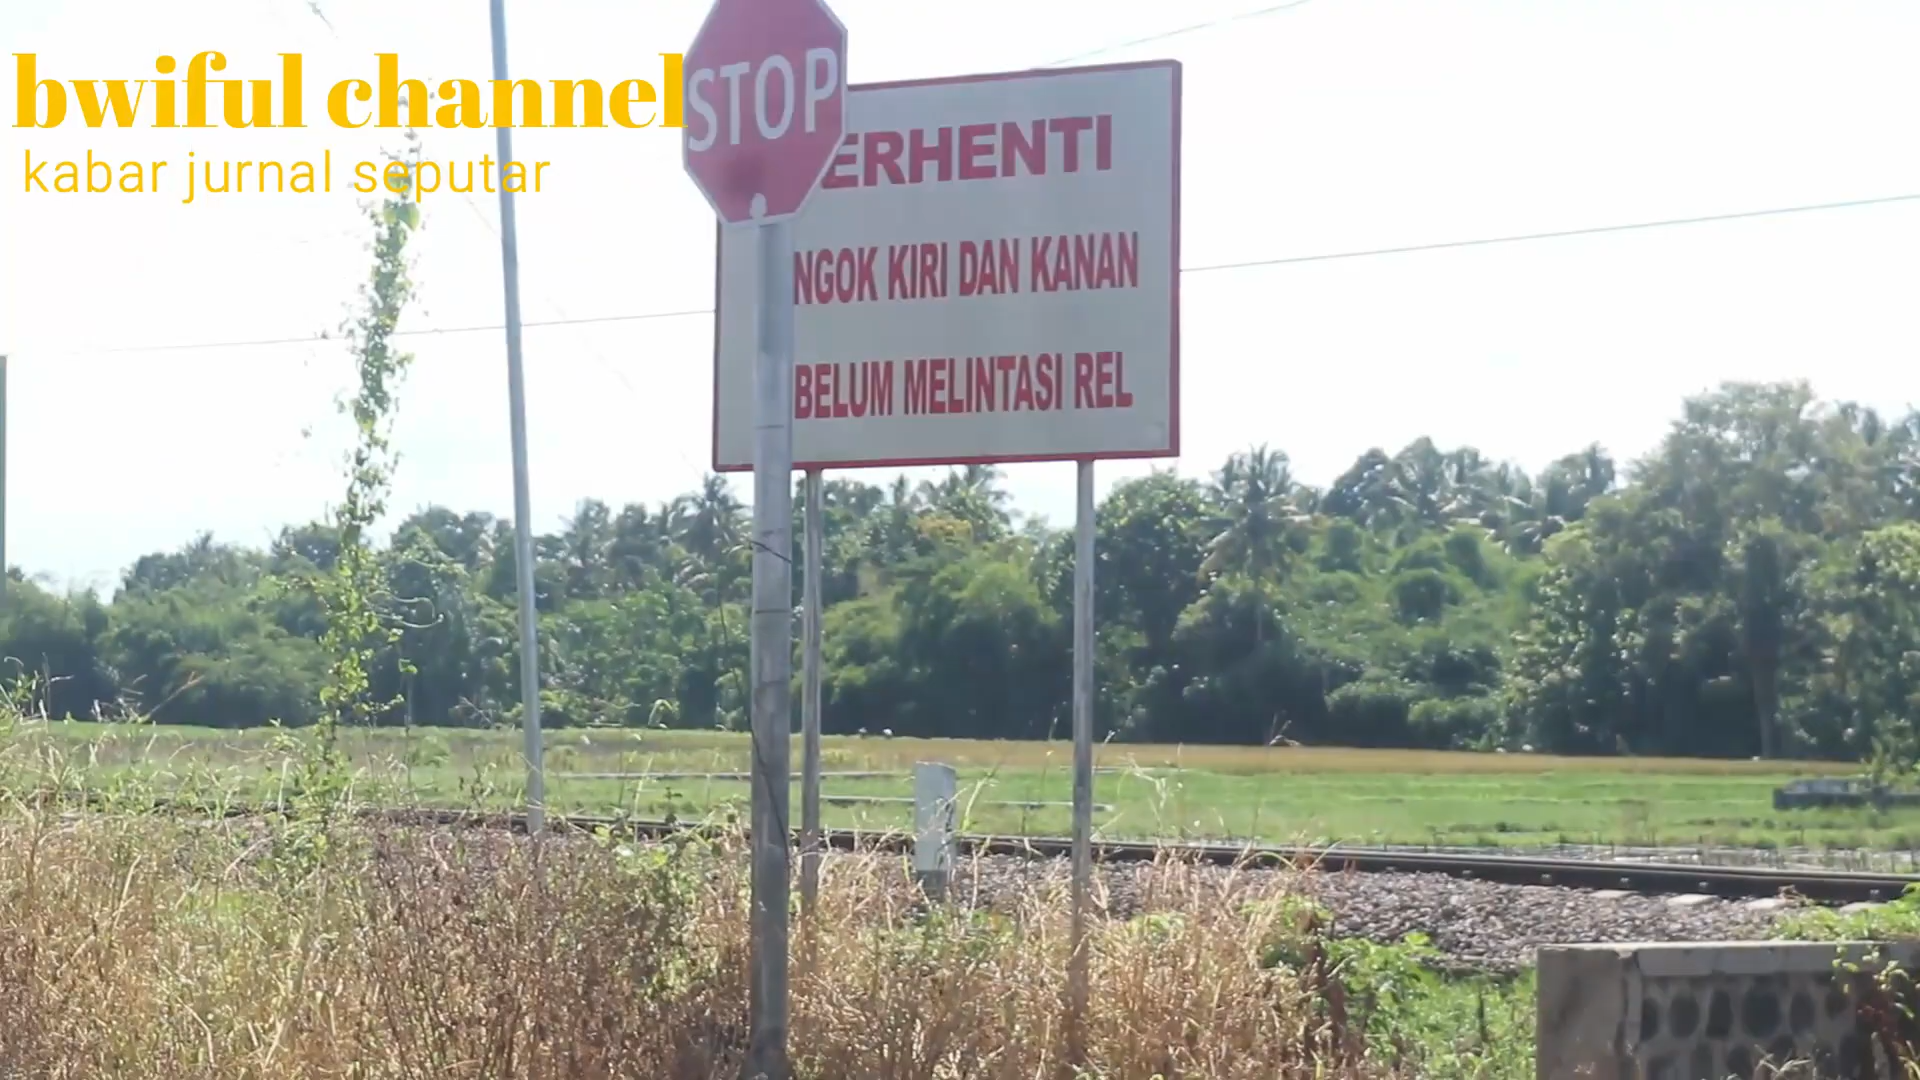 bwiful channel
kabar jurnal seputar
STOP
ERHENTI
NGOK KIRI DAN KANAN
BELUM MELINTASI REL